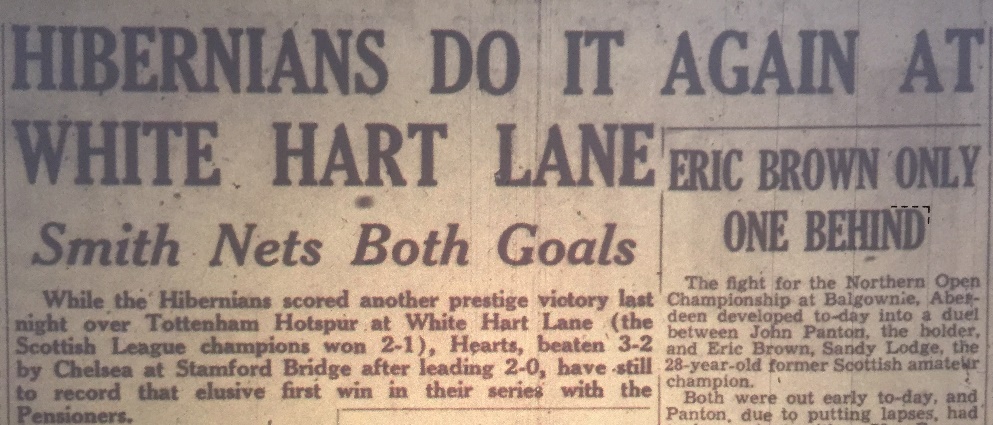 HIBERNIANS DO IT AGAIN AT
WHITE HART LANE
Smith Nets Both Goals
While the Hibernians scored another prestige victory last
night over Tottenham Hotspur at White Hart Lane (the
Scottish League champions won 2-1), Hearts, beaten 3-2
by Chelsea at Stamford Bridge after leading 2-0, have still
to record that elusive first win in their series with the
Pensioners.
ERIC BROWN ONLY
ONE BEHIND
The fight for the Northern Open
Championship at Balgownie, Aber-
deen developed to-day into a duel
between John Panton, the holder,
and Eric Brown, Sandy Lodge, the
28-year-old former Scottish amateur
champion.
Both were out early to-day, and
Panton, due to putting lapses, had